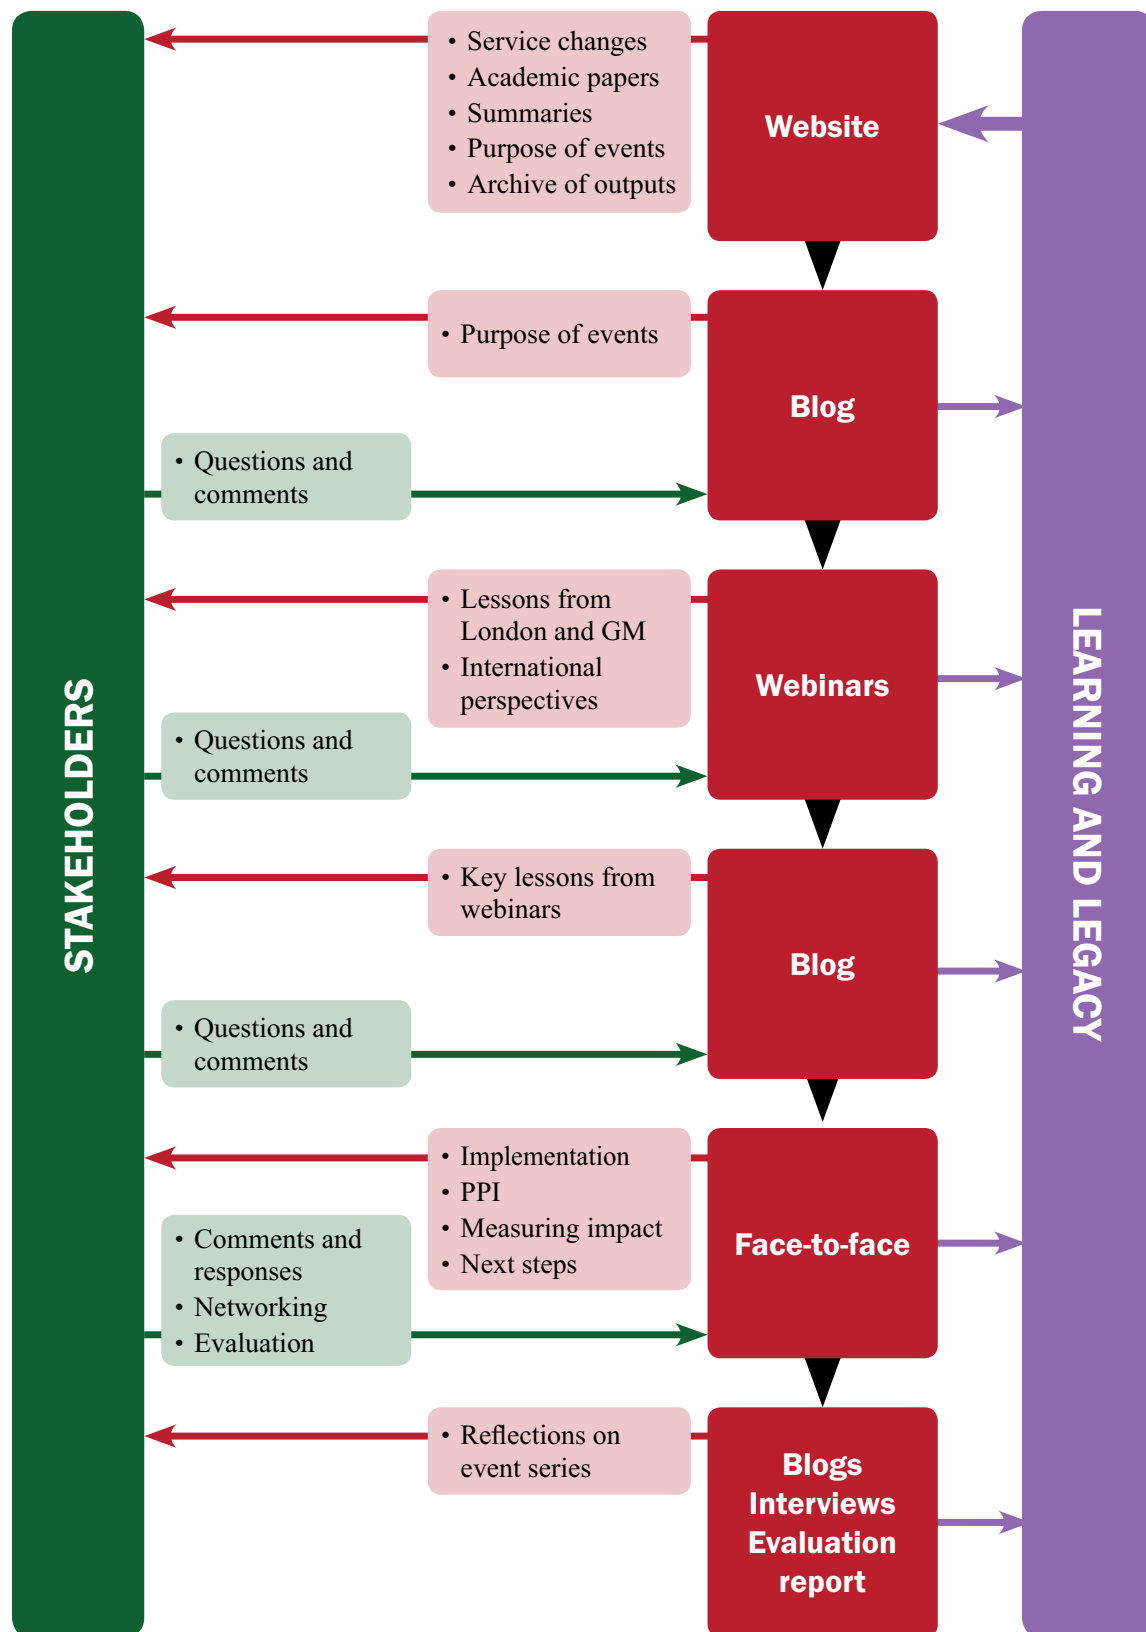 STAKEHOLDERS
• Service changes
• Academic papers
• Summaries
• Purpose of events
• Archive of outputs
Website
• Purpose of events
Blog
• Questions and
comments
• Lessons from
London and GM
• International
perspectives
Webinars
• Questions and
comments
• Key lessons from
webinars
Blog
• Questions and
comments
• Implementation
• PPI
• Measuring impact
• Next steps
Face-to-face
• Comments and
responses
• Networking
• Evaluation
• Reflections on
event series
Blogs
Interviews
Evaluation
report
LEARNING AND LEGACY